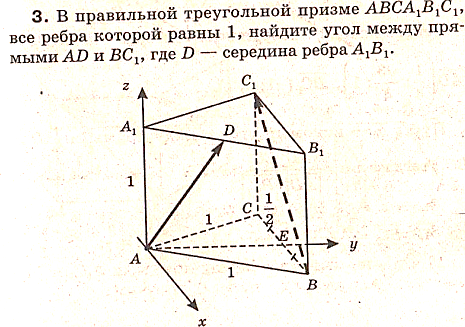 3. В правильной треугольной призме ABCA₁B₁C₁,
все ребра которой равны 1, найдите угол между пря-
мыми AD и BC₁, где D — середина ребра A₁B₁.
z
C₁
A₁
D
B₁
1
1
C
1/2
E
A
y
1
B
x